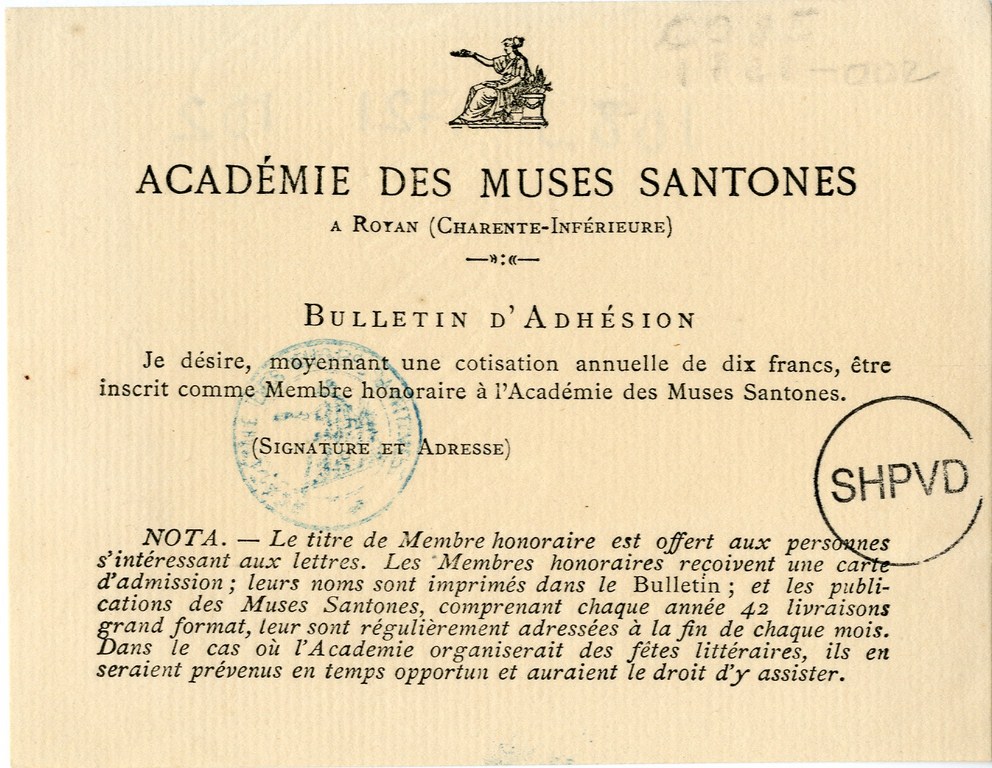 ACADÉMIE DES MUSES SANTONES
A ROYAN (CHARENTE-INFÉRIEURE)
BULLETIN D'ADHÉSION
Je désire, moyennant une cotisation annuelle de dix francs, être
inscrit comme Membre honoraire à l'Académie des Muses Santones.
(SIGNATURE ET ADRESSE)
SHPVD
NOTA. — Le titre de Membre honoraire est offert aux personnes
s'intéressant aux lettres. Les Membres honoraires reçoivent une carte
d'admission ; leurs noms sont imprimés dans le Bulletin ; et les publi-
cations des Muses Santones, comprenant chaque année 42 livraisons
grand format, leur sont régulièrement adressées à la fin de chaque mois.
Dans le cas où l'Academie organiserait des fêtes littéraires, ils en
seraient prévenus en temps opportun et auraient le droit d'y assister.